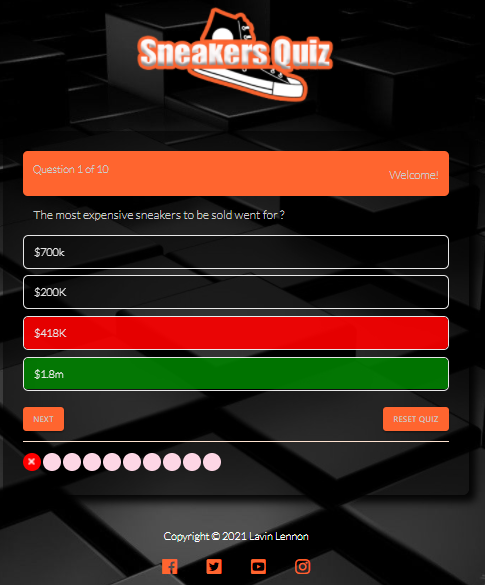 Sneakers Quiz
Question 1 of 10
Welcome!
The most expensive sneakers to be sold went for ?
$700k
$200K
$418K
$1.8m
NEXT
RESET QUIZ
Copyright © 2021 Lavin Lennon